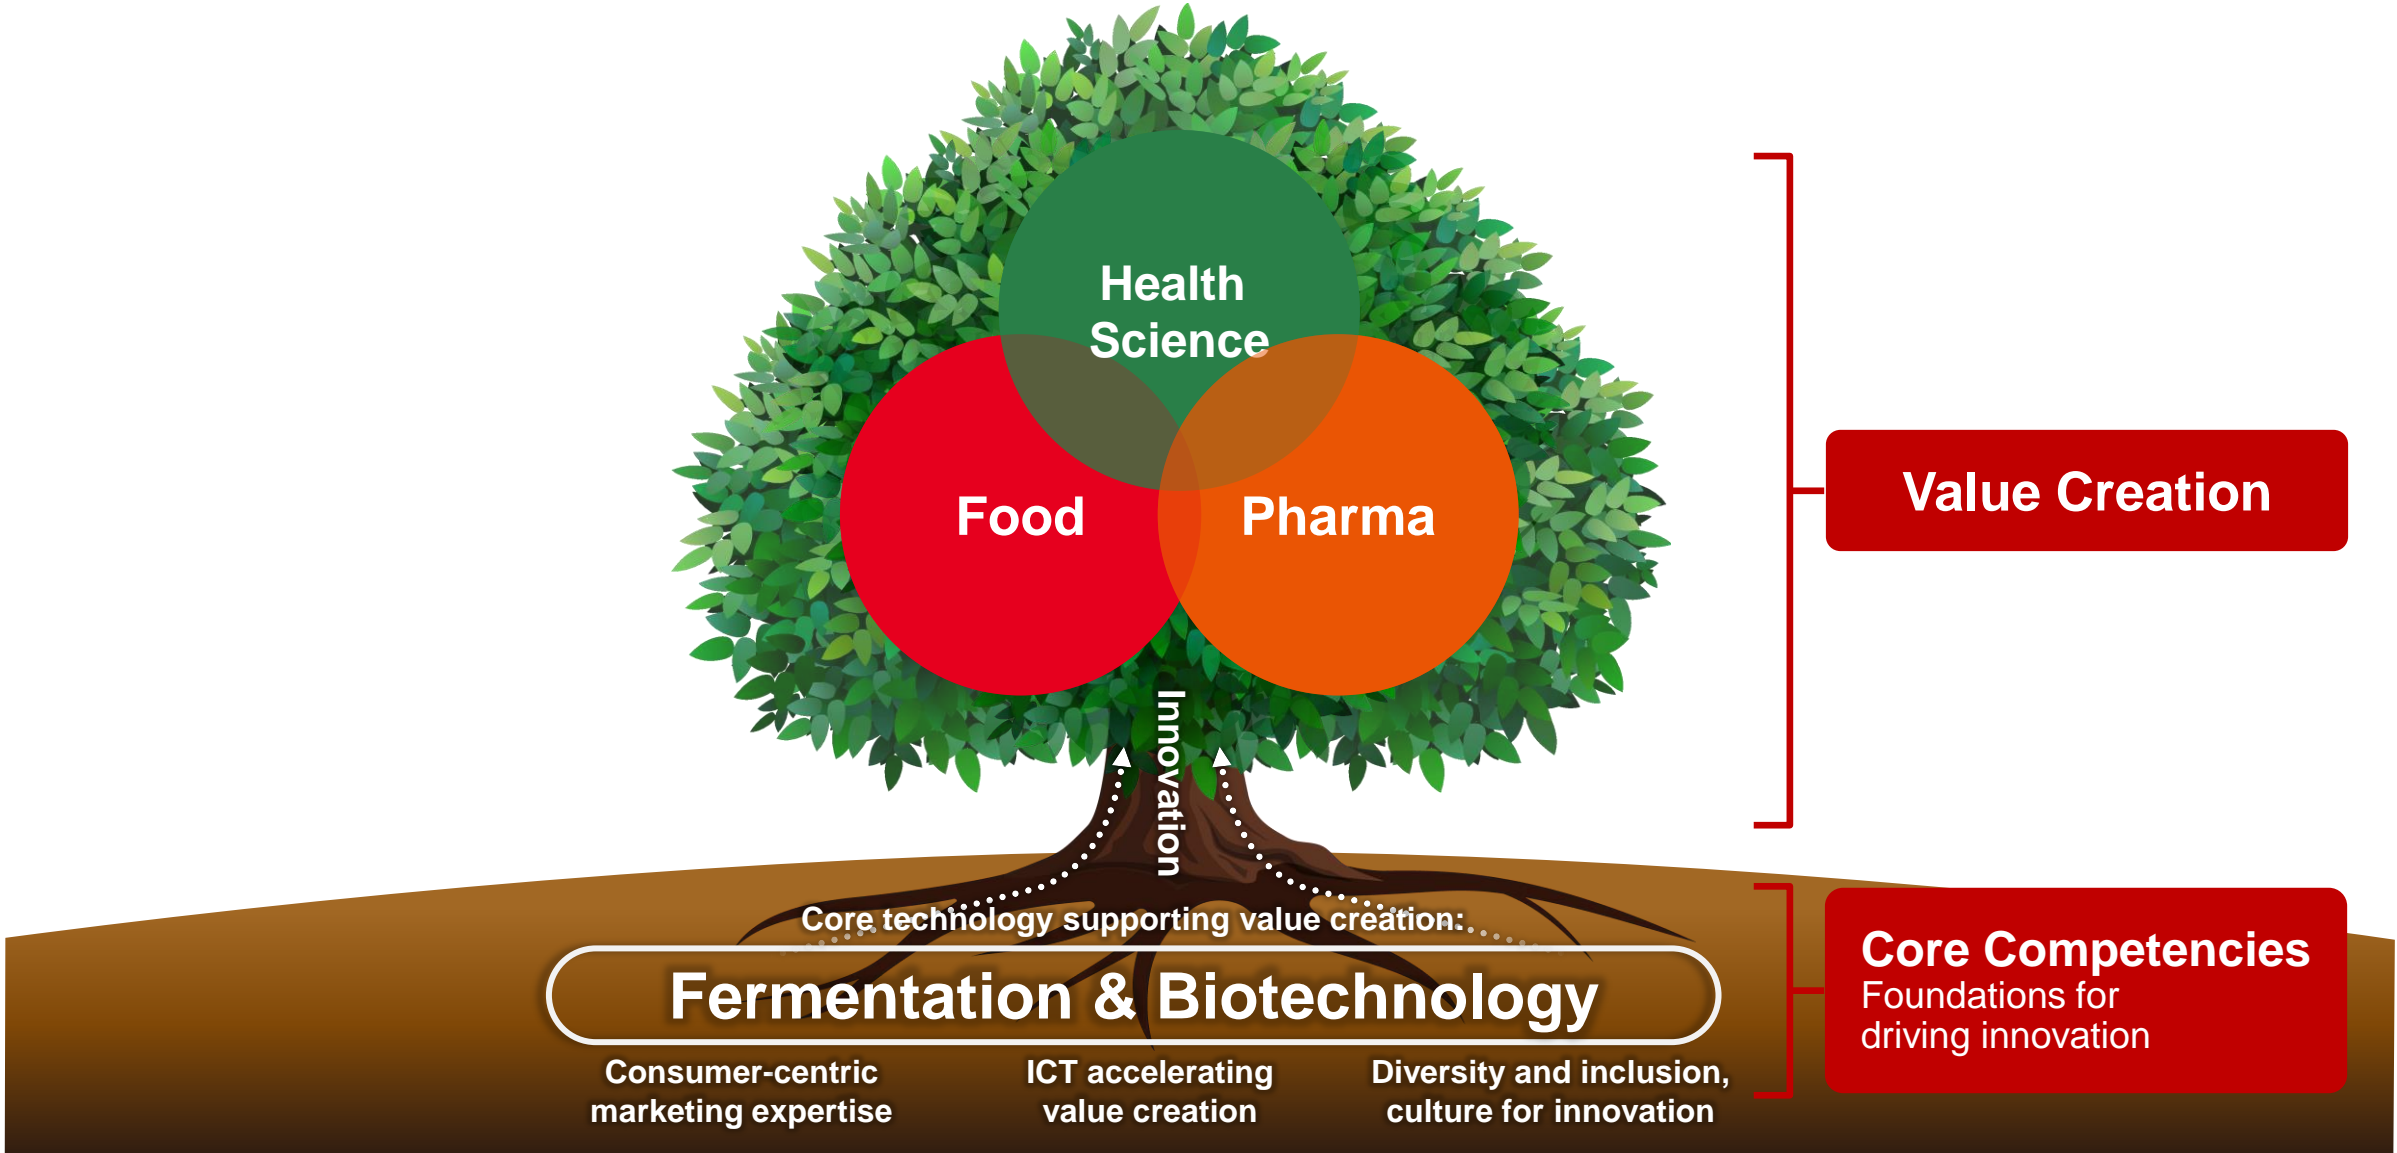 Health
Science
Food
Pharma
Value Creation
Innovation
Core technology supporting value creation:
Fermentation & Biotechnology
Consumer-centric
marketing expertise
ICT accelerating
value creation
Diversity and inclusion,
culture for innovation
Core Competencies
Foundations for
driving innovation